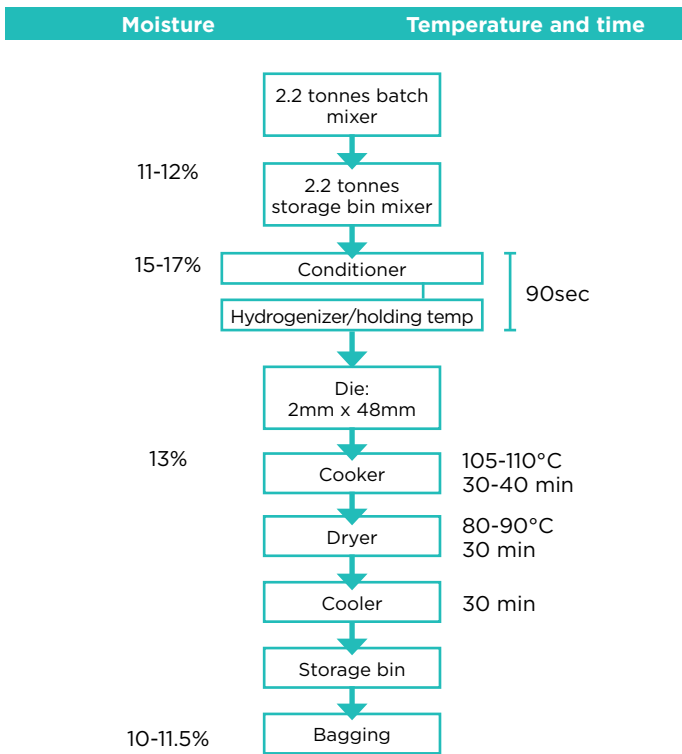 Moisture
Temperature and time
2.2 tonnes batch
mixer
11-12%
2.2 tonnes
storage bin mixer
15-17%
Conditioner
90sec
Hydrogenizer/holding temp
Die:
2mm x 48mm
13%
Cooker
105-110°C
30-40 min
Dryer
80-90°C
30 min
Cooler
30 min
Storage bin
10-11.5%
Bagging